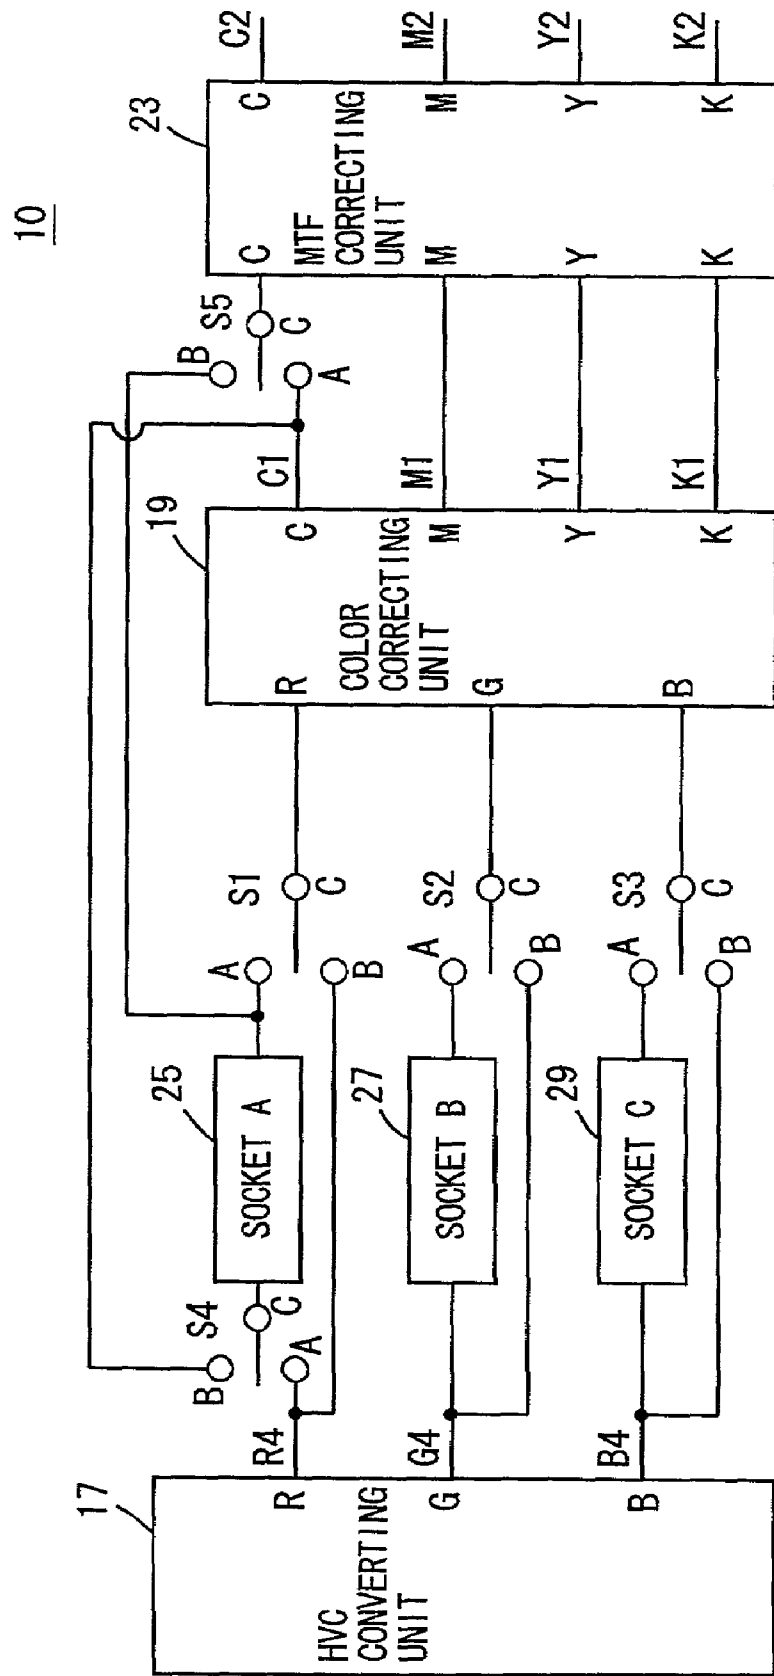 10
17
HVC
CONVERTING
UNIT
R
G
B
R4
G4
B4
S4
B
A
C
25
SOCKET A
27
SOCKET B
29
SOCKET C
A
B
S1
C
A
B
S2
C
A
B
S3
C
19
COLOR
CORRECTING
UNIT
R
G
B
C
M
Y
K
C1
M1
Y1
K1
B
A
S5
C
23
MTF
CORRECTING
UNIT
C
M
Y
K
C
M
Y
K
C2
M2
Y2
K2